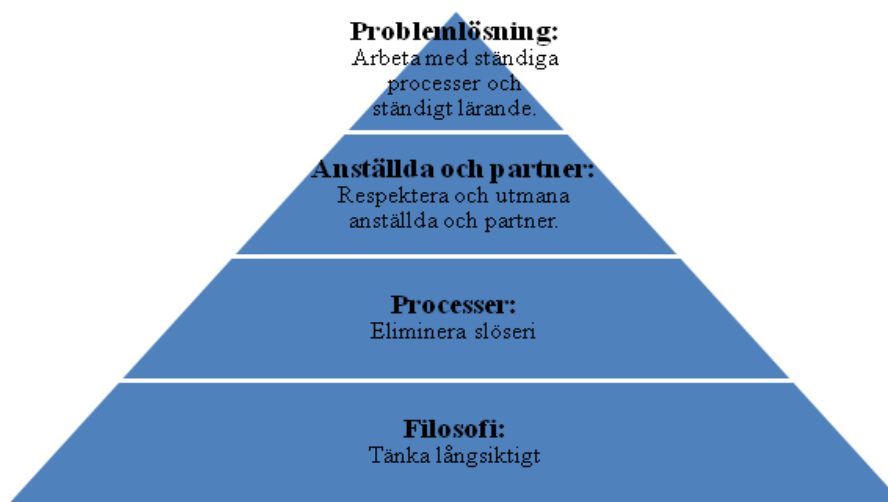 Problemlösning:
Arbeta med ständiga
processer och
ständigt lärande.
Anställda och partner:
Respektera och utmana
anställda och partner.
Processer:
Eliminera slöseri
Filosofi:
Tänka långsiktigt